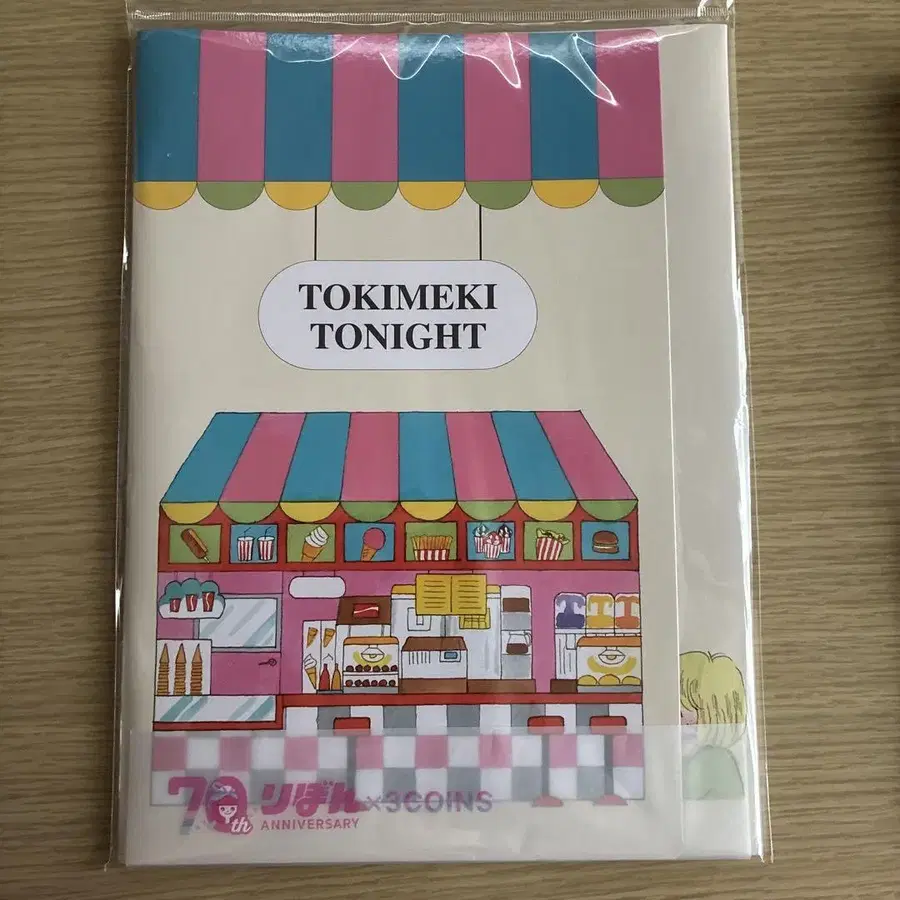 TOKIMEKI
TONIGHT
70th りぼん×3COINS
ANNIVERSARY